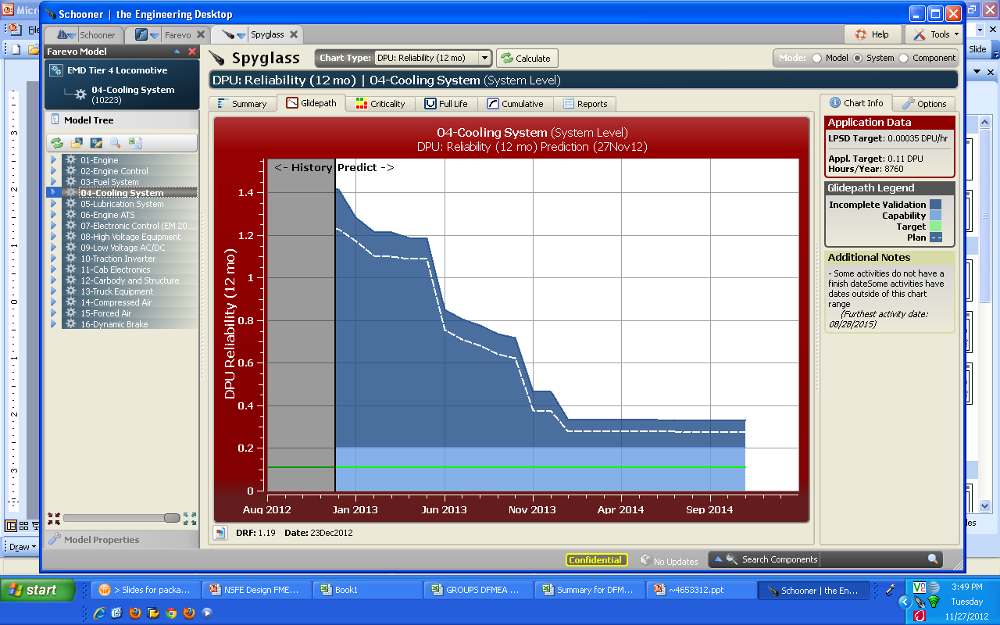 Micro
Schooner | the Engineering Desktop
File
Schooner
Farevo
Spyglass
Help
Tools
Slide
Farevo Model
EMD Tier 4 Locomotive
04-Cooling System
(10223)
Model Tree
01-Engine
02-Engine Control
03-Fuel System
04-Cooling System
05-Lubrication System
06-Engine ATS
07-Electronic Control (EM 20...
08-High Voltage Equipment
09-Low Voltage AC/DC
10-Traction Inverter
11-Cab Electronics
12-Carbody and Structure
13-Truck Equipment
14-Compressed Air
15-Forced Air
16-Dynamic Brake
Model Properties
Spyglass
Chart Type: DPU: Reliability (12 mo)
Calculate
Mode: Model System Component
DPU: Reliability (12 mo) | 04-Cooling System (System Level)
Summary
Glidepath
Criticality
Full Life
Cumulative
Reports
04-Cooling System (System Level)
DPU: Reliability (12 mo) Prediction (27Nov12)
<- History Predict ->
DPU Reliability (12 mo)
1.4
1.2
1
0.8
0.6
0.4
0.2
0
Aug 2012
Jan 2013
Jun 2013
Nov 2013
Apr 2014
Sep 2014
DRF: 1.19 Date: 23Dec2012
Chart Info
Options
Application Data
LPSD Target: 0.00035 DPU/hr
Appl. Target: 0.11 DPU
Hours/Year: 8760
Glidepath Legend
Incomplete Validation
Capability
Target
Plan
Additional Notes
- Some activities do not have a
finish dateSome activities have
dates outside of this chart
range
(Furthest activity date:
08/28/2015)
Confidential
No Updates
Search Components
Draw
start
> Slides for packa...
NSFE Design FME...
Book1
GROUPS DFMEA ...
Summary for DFM...
~4653312.ppt
Schooner | the En...
3:49 PM
Tuesday
11/27/2012